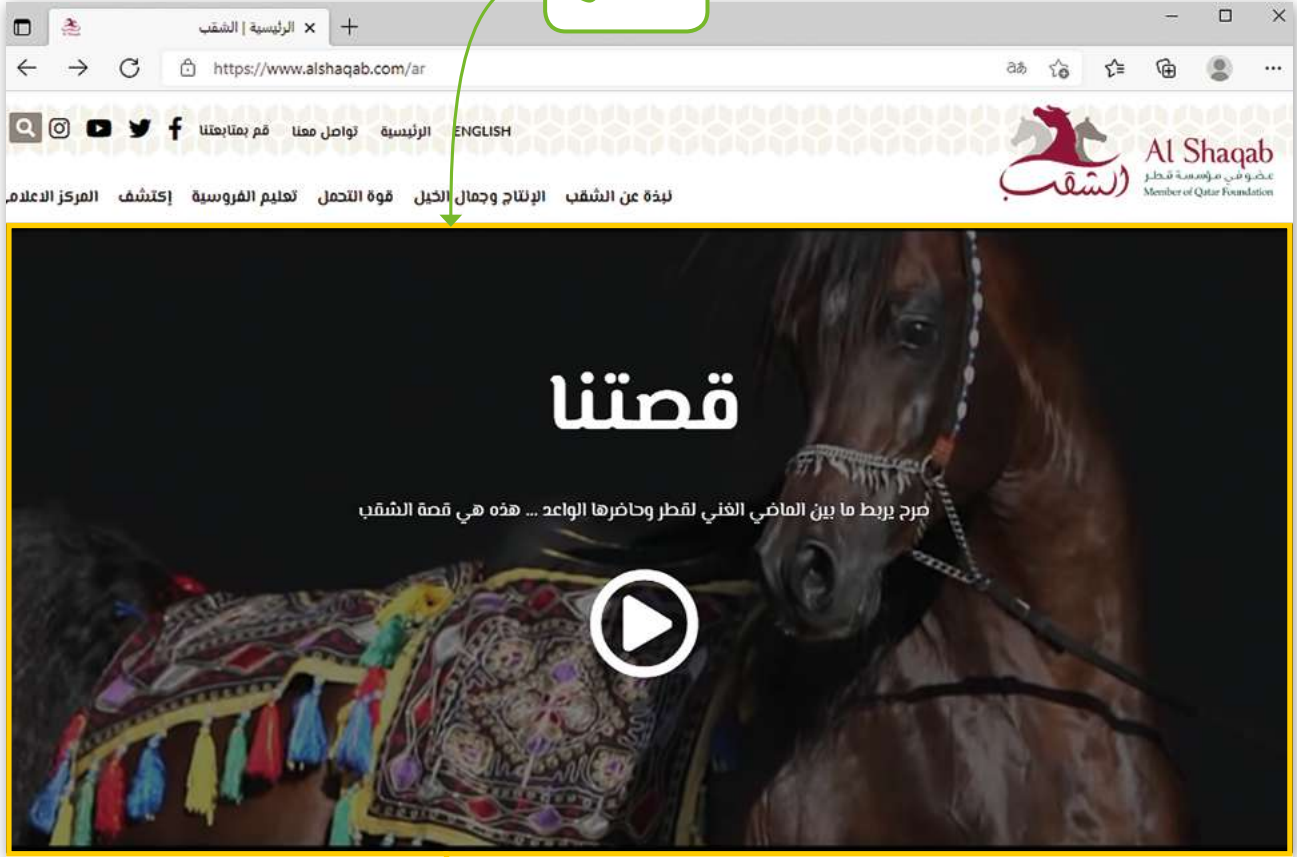 الرئيسية | الشقب
https://www.alshaqab.com/ar
ENGLISH الرئيسية تواصل معنا قم بمتابعتنا
Al Shaqab
عضو في مؤسسة قطر
Member of Qatar Foundation
الشقب
نبذة عن الشقب الإنتاج وجمال الخيل قوة التحمل تعليم الفروسية إكتشف المركز الاعلام
قصتنا
صرح يربط ما بين الماضي الغني لقطر وحاضرها الواعد ... هذه هي قصة الشقب